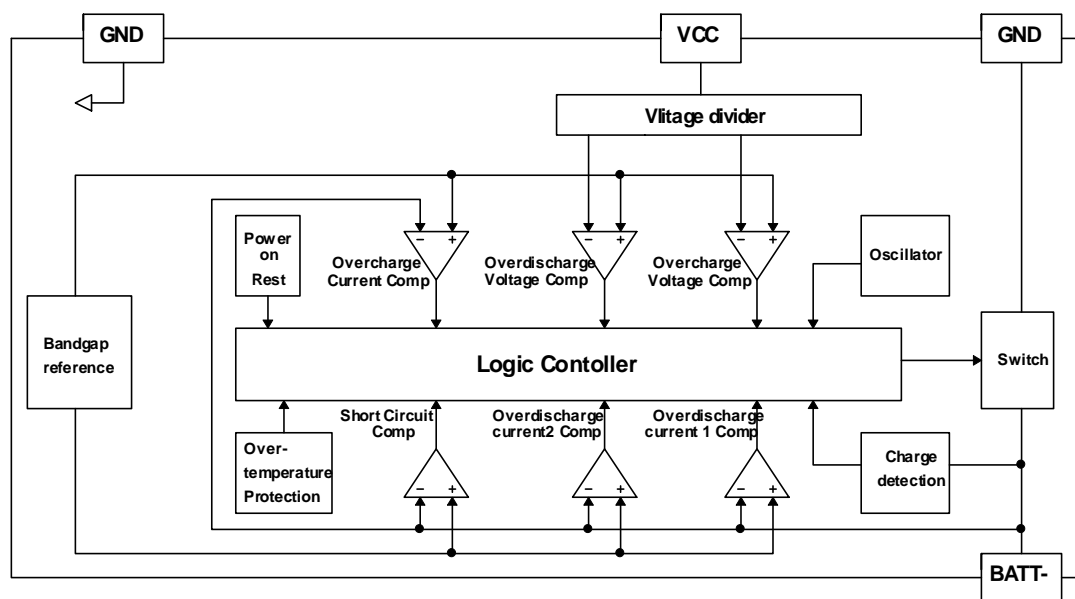 GND
VCC
GND
Vlitage divider
− +
− +
− +
Power
on
Rest
Overcharge
Current Comp
Overdischarge
Voltage Comp
Overcharge
Voltage Comp
Oscillator
Bandgap
reference
Logic Contoller
Switch
Short Circuit
Comp
Overdischarge
current2 Comp
Overdischarge
current 1 Comp
Over-
temperature
Protection
− +
− +
− +
Charge
detection
BATT-